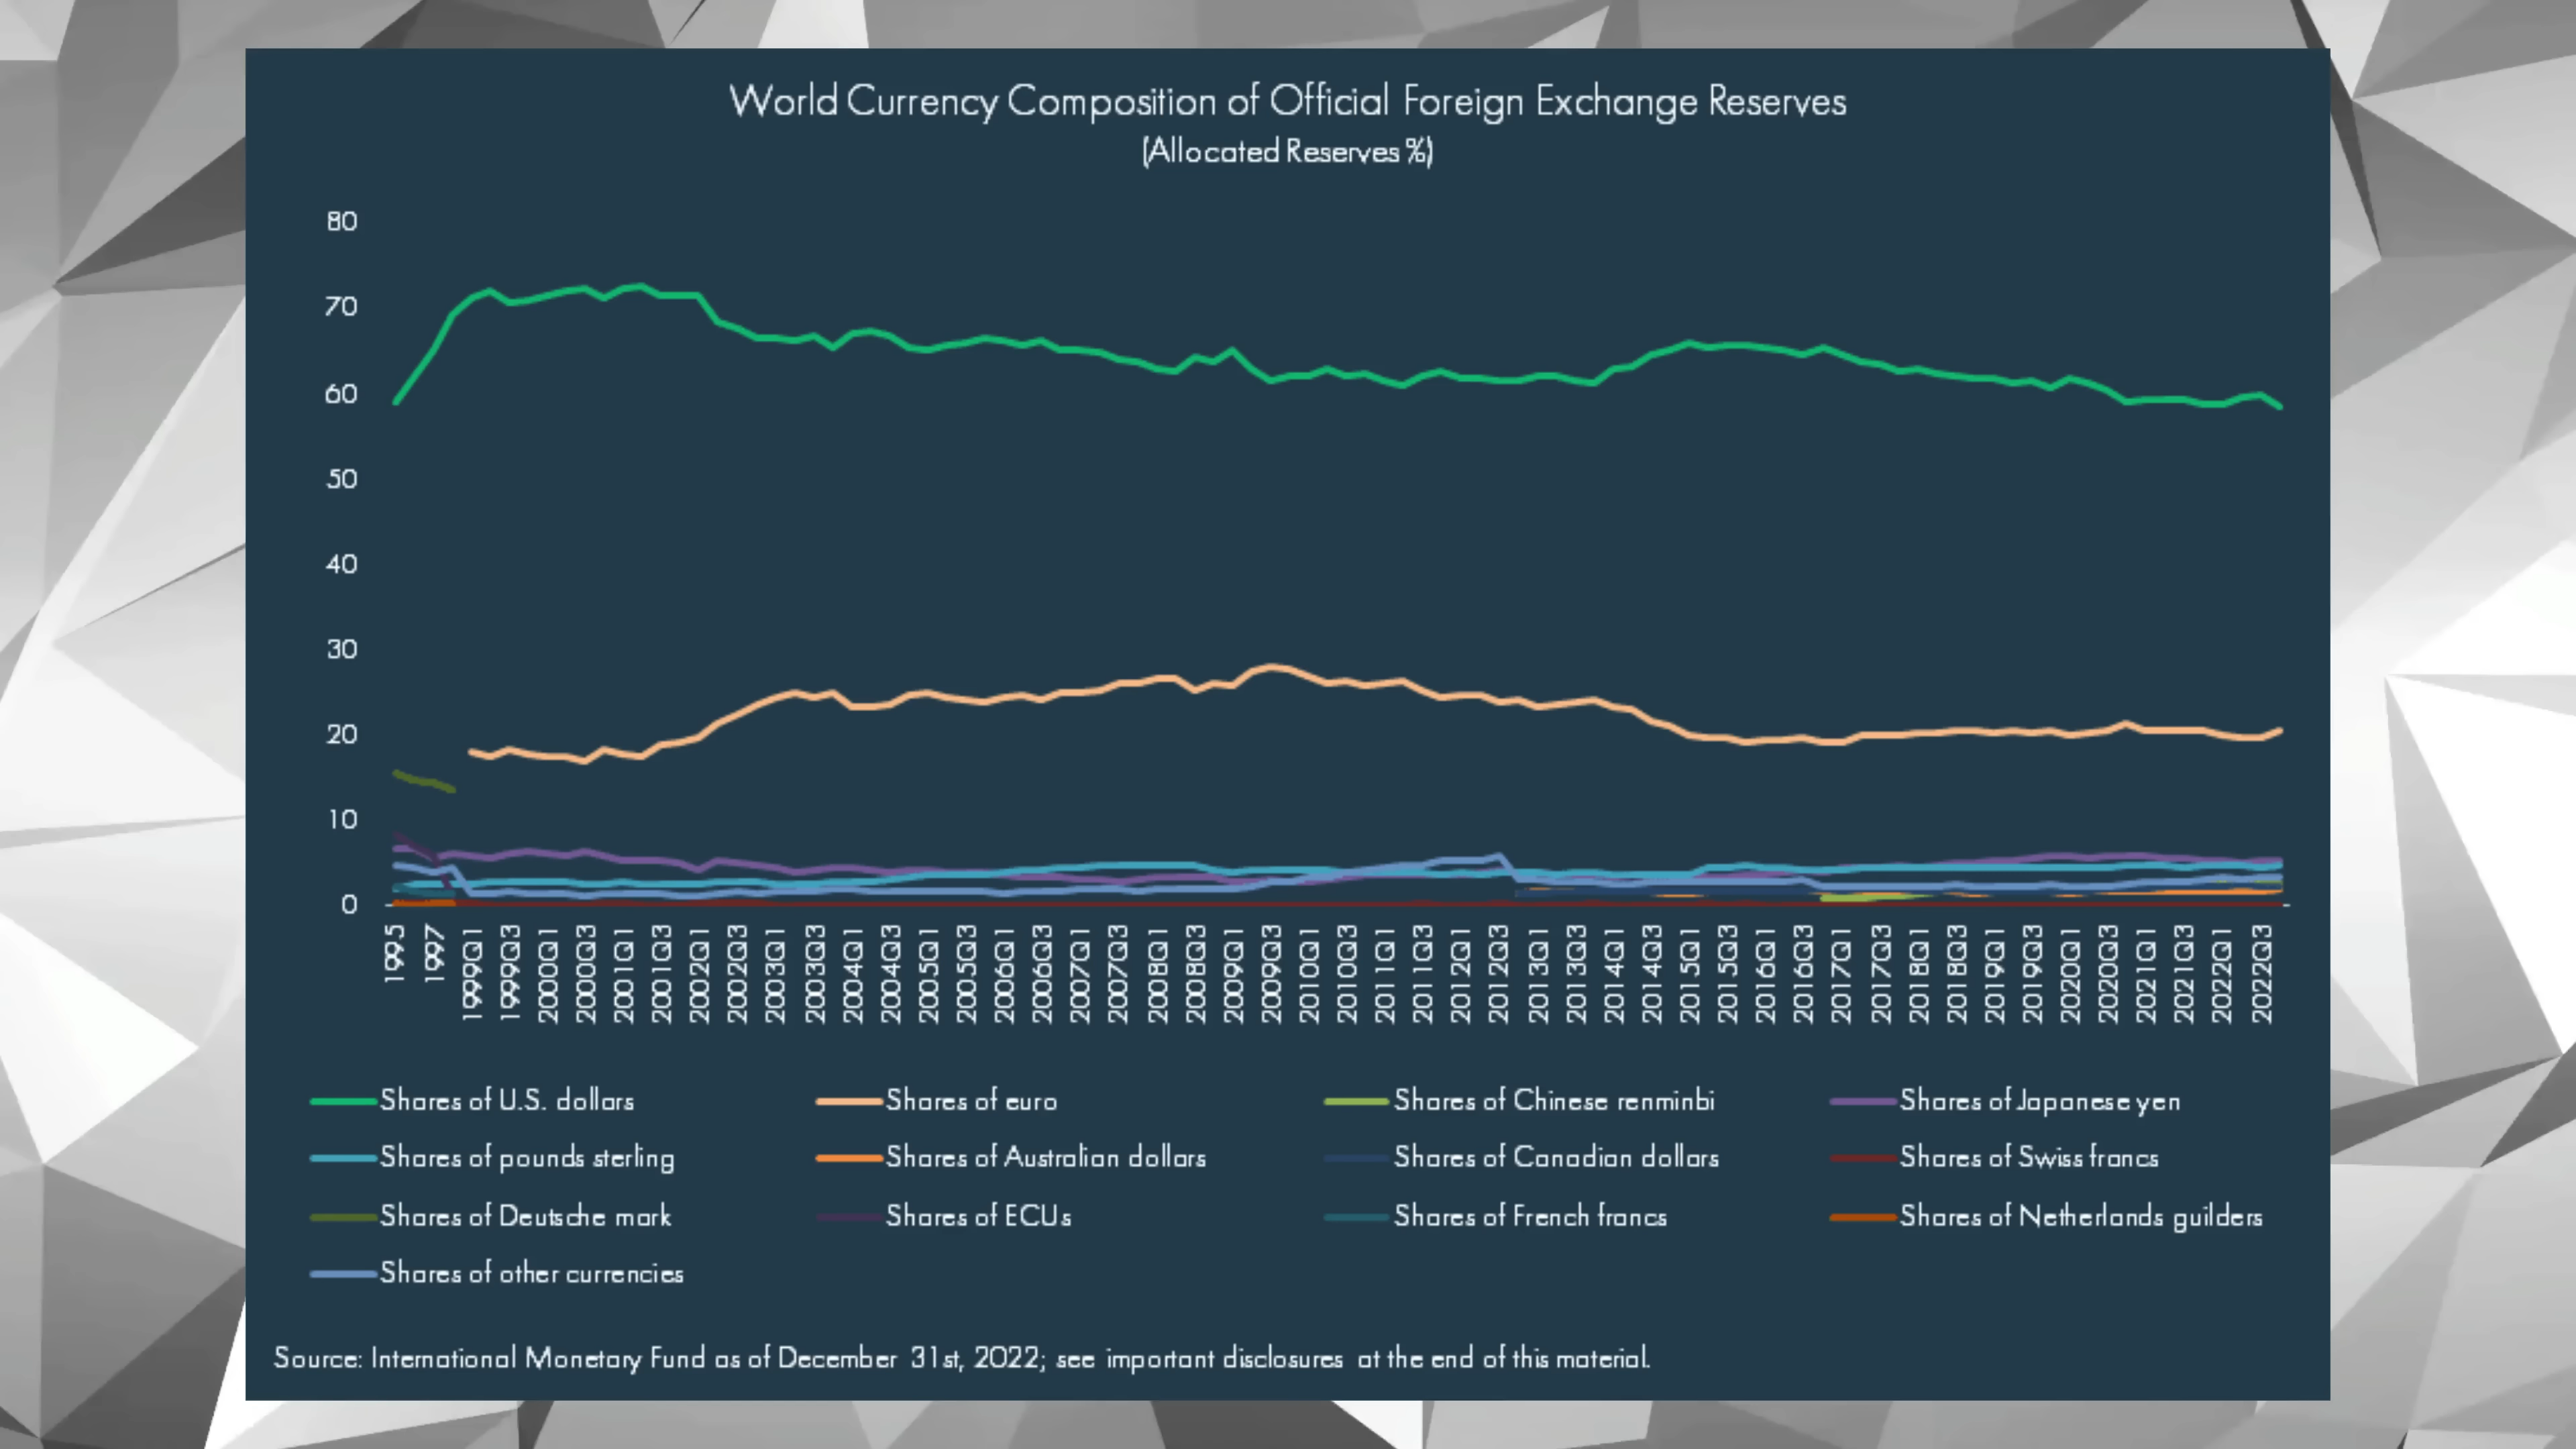 World Currency Composition of Official Foreign Exchange Reserves
(Allocated Reserves %)
80
70
60
50
40
30
20
10
0
1995 1997 1999Q1 1999Q3 2000Q1 2000Q3 2001Q1 2001Q3 2002Q1 2002Q3 2003Q1 2003Q3 2004Q1 2004Q3 2005Q1 2005Q3 2006Q1 2006Q3 2007Q1 2007Q3 2008Q1 2008Q3 2009Q1 2009Q3 2010Q1 2010Q3 2011Q1 2011Q3 2012Q1 2012Q3 2013Q1 2013Q3 2014Q1 2014Q3 2015Q1 2015Q3 2016Q1 2016Q3 2017Q1 2017Q3 2018Q1 2018Q3 2019Q1 2019Q3 2020Q1 2020Q3 2021Q1 2021Q3 2022Q1 2022Q3
Shares of U.S. dollars Shares of euro Shares of Chinese renminbi Shares of Japanese yen
Shares of pounds sterling Shares of Australian dollars Shares of Canadian dollars Shares of Swiss francs
Shares of Deutsche mark Shares of ECUs Shares of French francs Shares of Netherlands guilders
Shares of other currencies
Source: International Monetary Fund as of December 31st, 2022; see important disclosures at the end of this material.